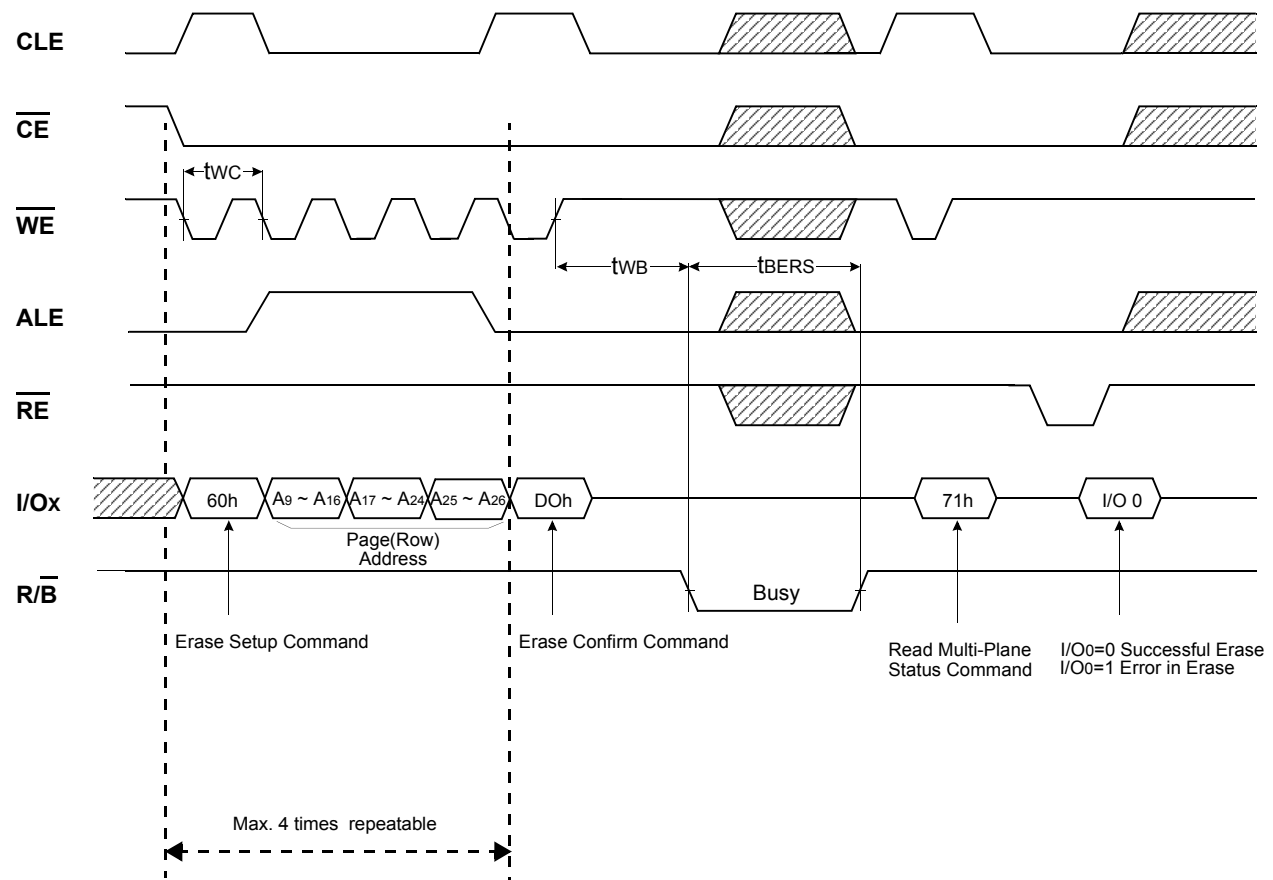 CLE
CE
tWC
WE
tWB
tBERS
ALE
RE
I/Ox
60h
A9 ~ A16
A17 ~ A24
A25 ~ A26
DOh
71h
I/O 0
Page(Row)
Address
R/B
Busy
Erase Setup Command
Erase Confirm Command
Read Multi-Plane
Status Command
I/O0=0 Successful Erase
I/O0=1 Error in Erase
Max. 4 times repeatable